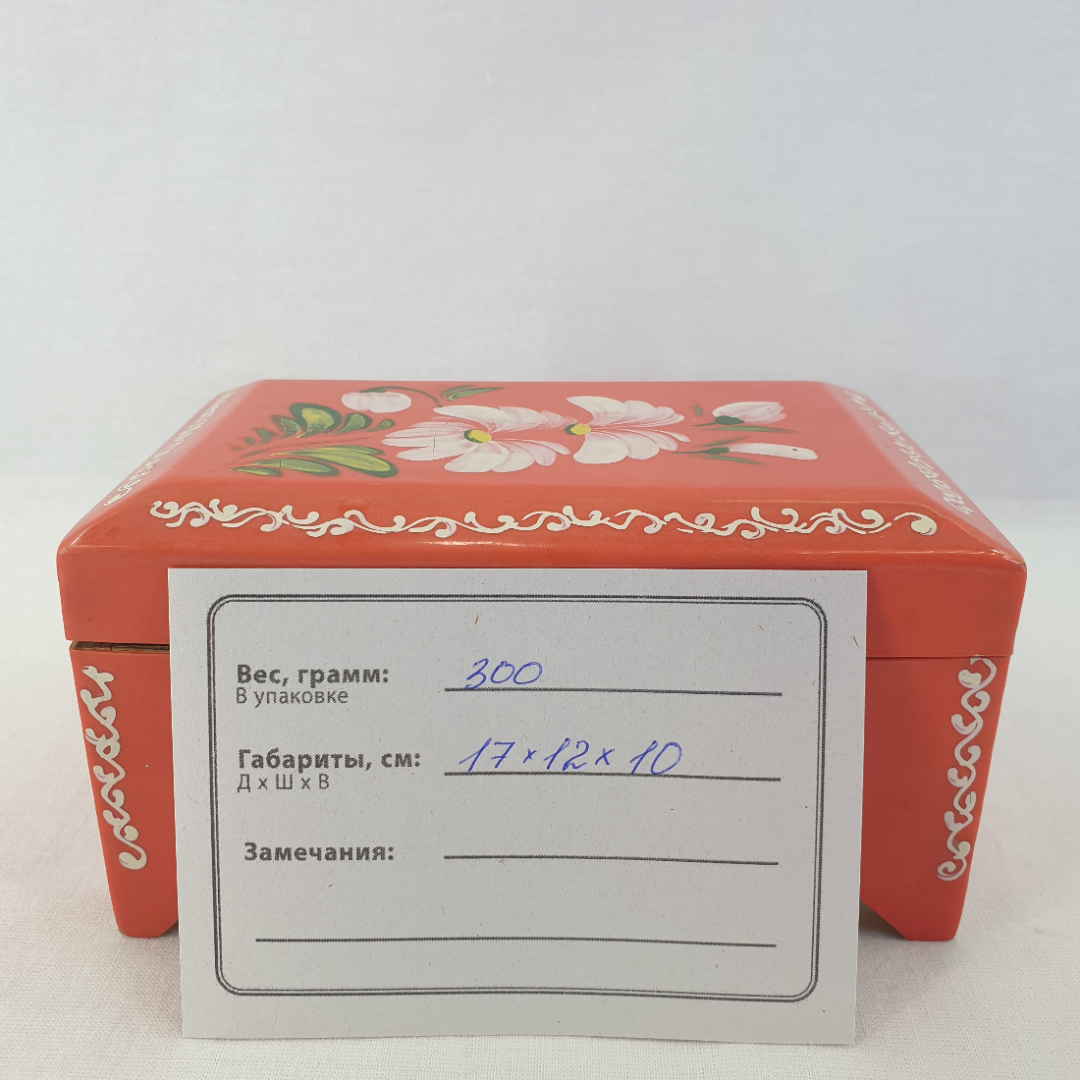 Вес, грамм: 300
В упаковке
Габариты, см: 17 x 12 x 10
Д x Ш x В
Замечания: